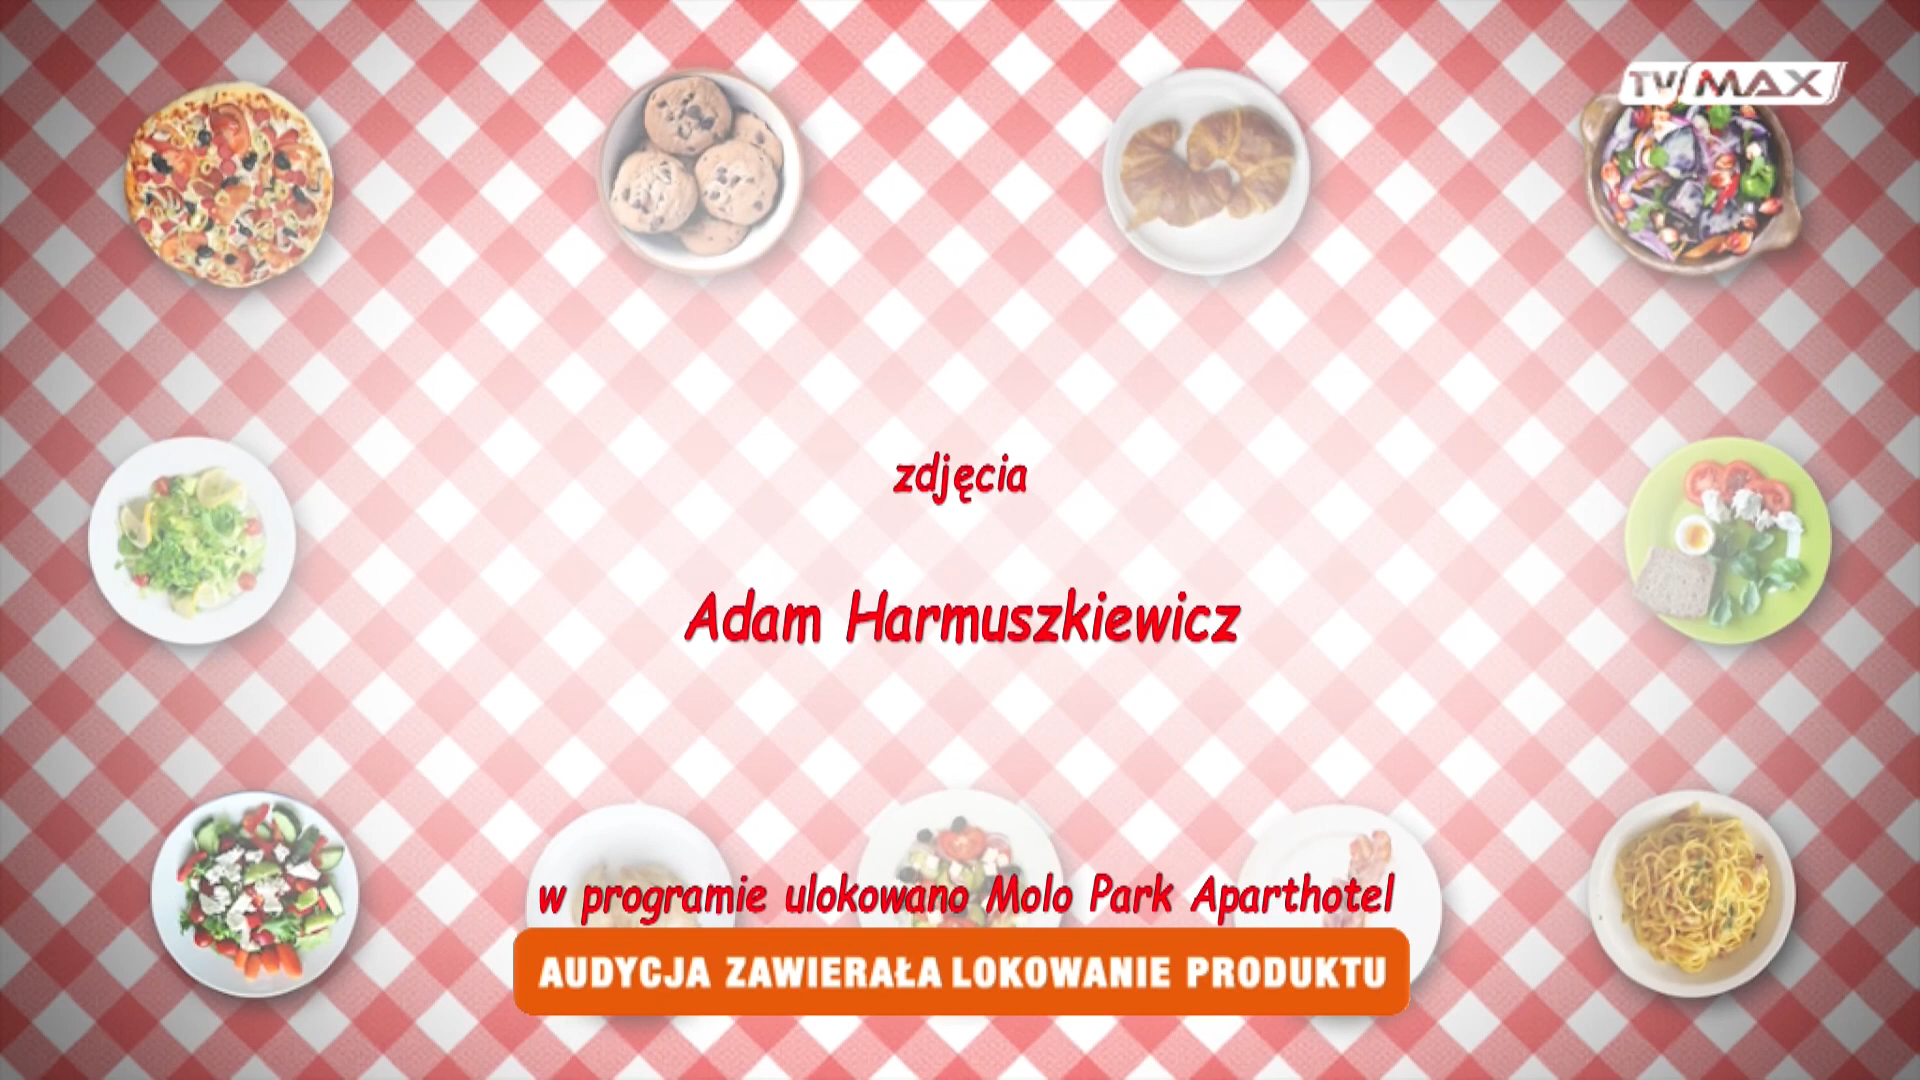 TV MAX
zdjęcia
Adam Harmuszkiewicz
w programie ulokowano Molo Park Aparthotel
AUDYCJA ZAWIERAŁA LOKOWANIE PRODUKTU